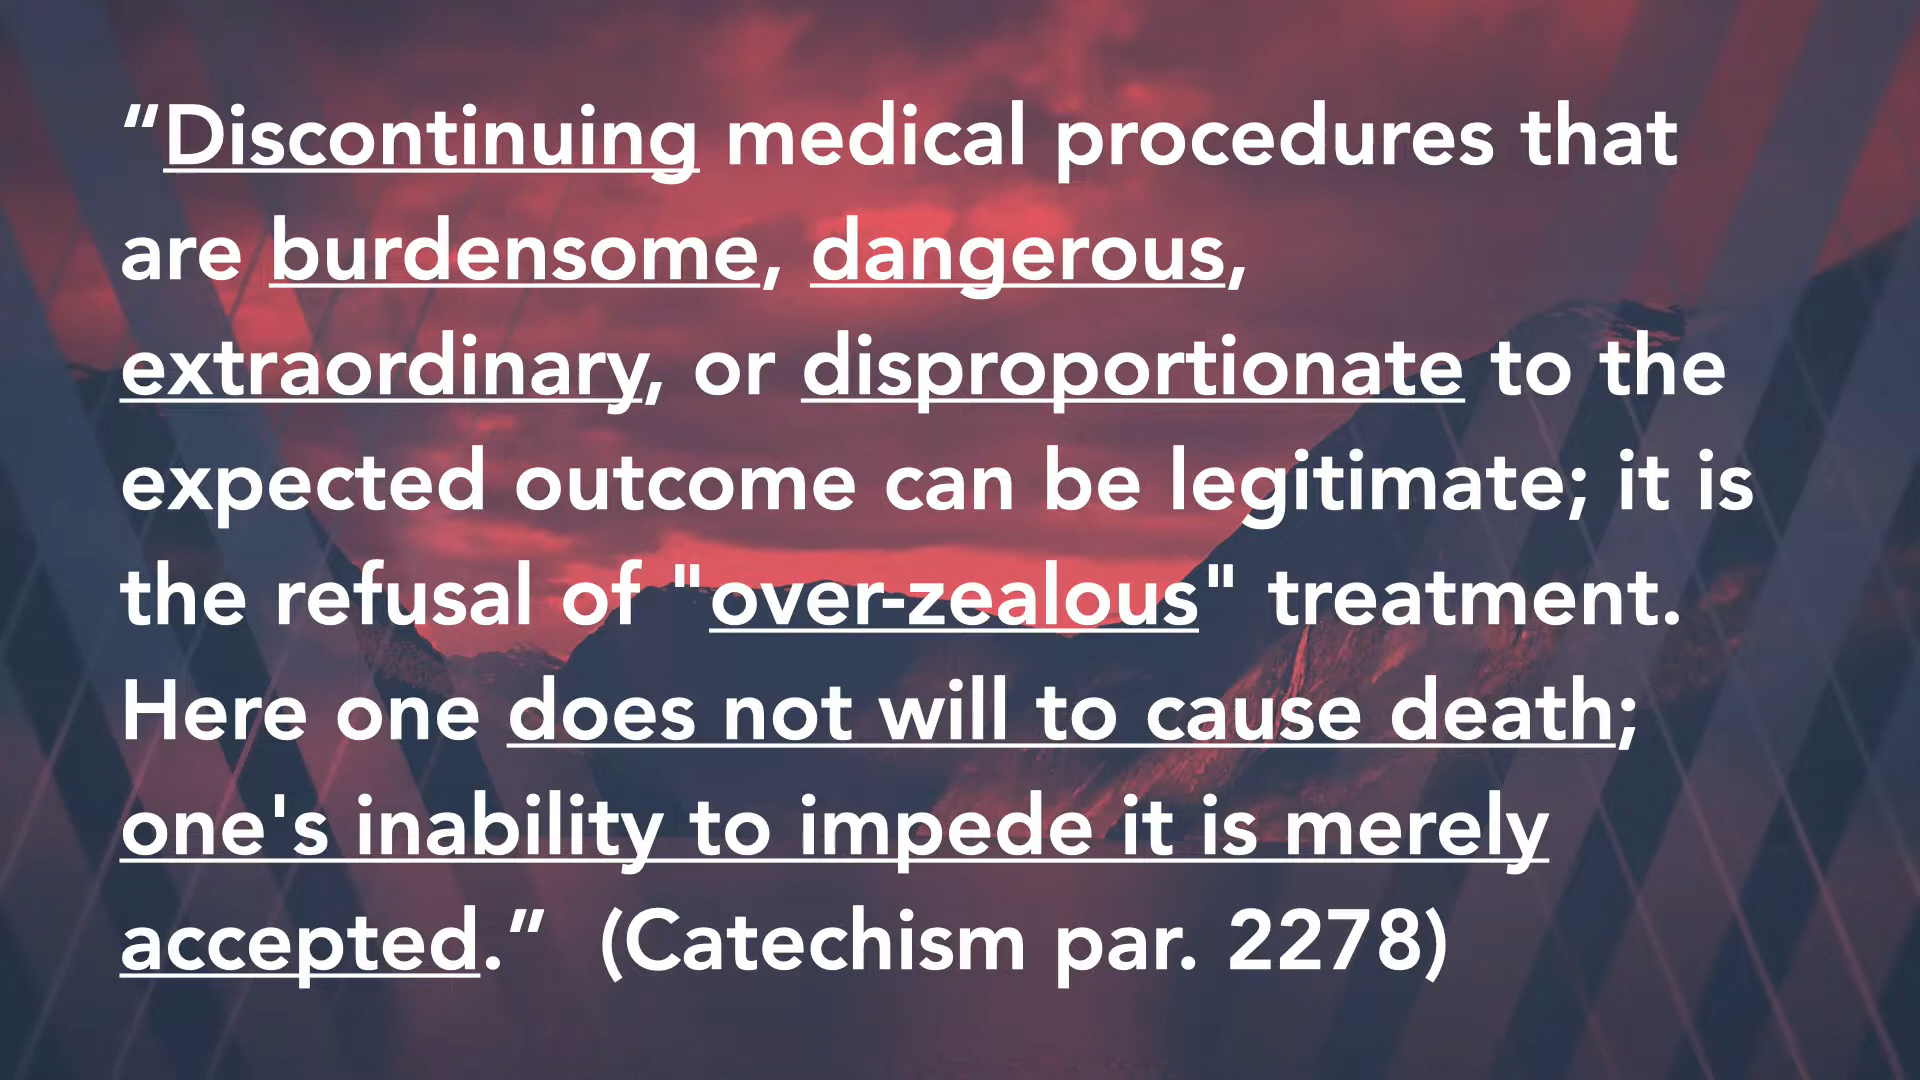 “Discontinuing medical procedures that
are burdensome, dangerous,
extraordinary, or disproportionate to the
expected outcome can be legitimate; it is
the refusal of "over-zealous" treatment.
Here one does not will to cause death;
one's inability to impede it is merely
accepted.” (Catechism par. 2278)